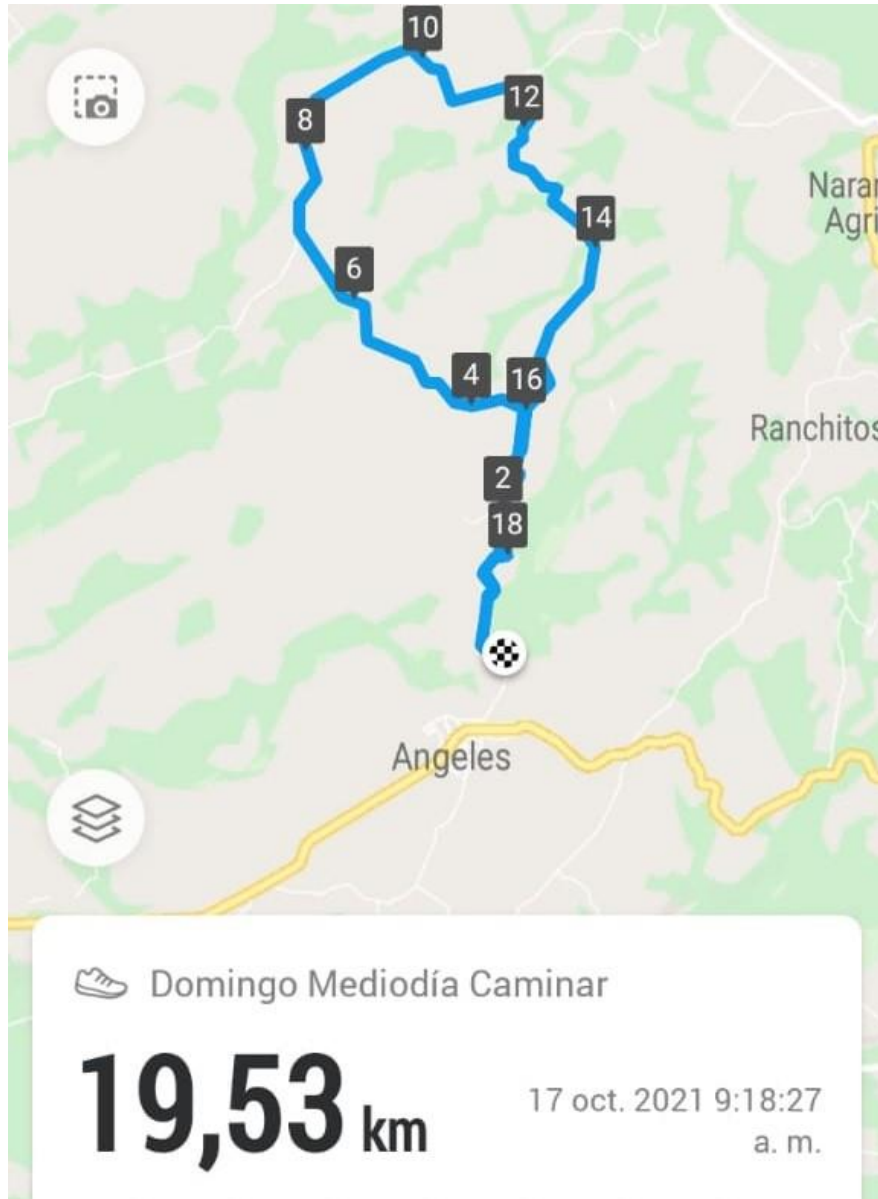 10
12
8
Naran
Agri
14
6
4
16
Ranchitos
2
18
Angeles
Domingo Mediodía Caminar
19,53 km
17 oct. 2021 9:18:27
a. m.